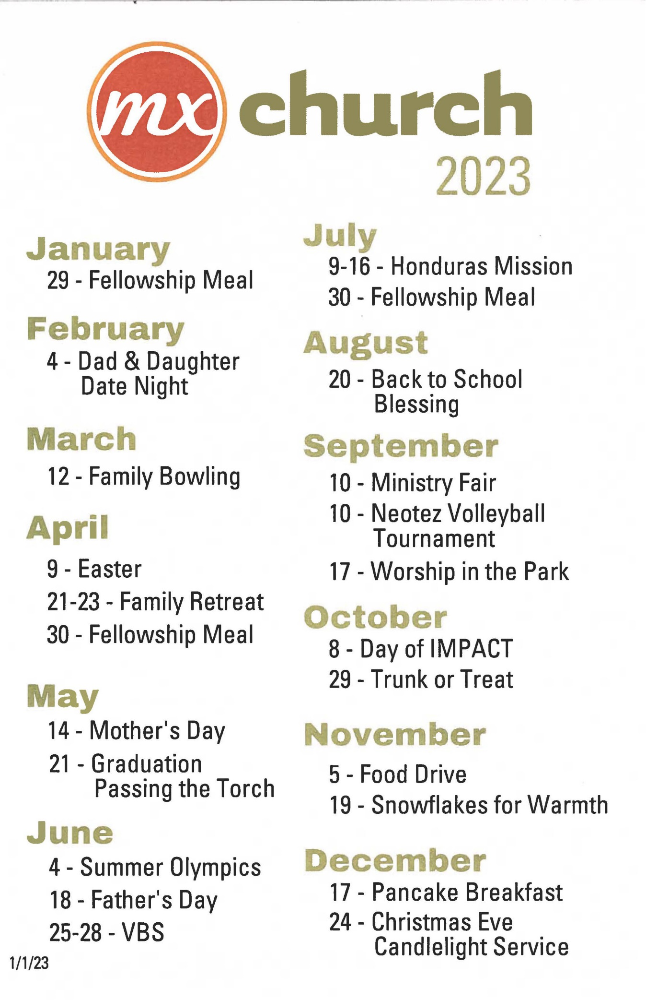 mx church
2023
January
29 - Fellowship Meal
February
4 - Dad & Daughter
Date Night
March
12 - Family Bowling
April
9 - Easter
21-23 - Family Retreat
30 - Fellowship Meal
May
14 - Mother's Day
21 - Graduation
Passing the Torch
June
4 - Summer Olympics
18 - Father's Day
25-28 - VBS
1/1/23
July
9-16 - Honduras Mission
30 - Fellowship Meal
August
20 - Back to School
Blessing
September
10 - Ministry Fair
10 - Neotez Volleyball
Tournament
17 - Worship in the Park
October
8 - Day of IMPACT
29 - Trunk or Treat
November
5 - Food Drive
19 - Snowflakes for Warmth
December
17 - Pancake Breakfast
24 - Christmas Eve
Candlelight Service